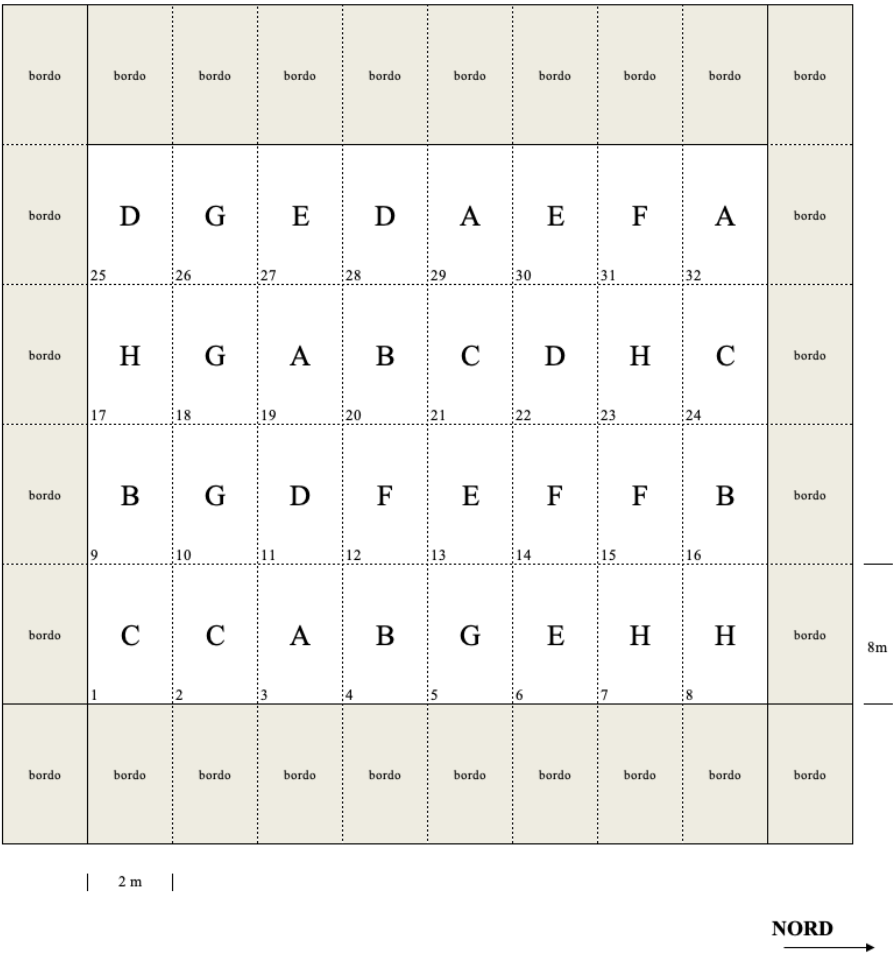 bordo bordo bordo bordo bordo bordo bordo bordo bordo bordo
bordo D G E D A E F A bordo
25 26 27 28 29 30 31 32
bordo H G A B C D H C bordo
17 18 19 20 21 22 23 24
bordo B G D F E F F B bordo
9 10 11 12 13 14 15 16
bordo C C A B G E H H bordo
8m
1 2 3 4 5 6 7 8
bordo bordo bordo bordo bordo bordo bordo bordo bordo bordo
2 m
NORD